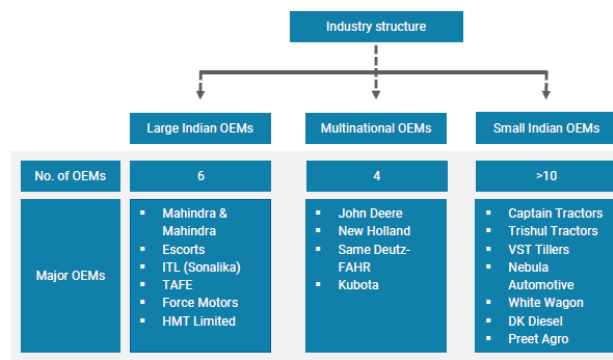 Industry structure
Large Indian OEMs
Multinational OEMs
Small Indian OEMs
No. of OEMs
6
4
>10
Major OEMs
▪ Mahindra &
Mahindra
▪ Escorts
▪ ITL (Sonalika)
▪ TAFE
▪ Force Motors
▪ HMT Limited
▪ John Deere
▪ New Holland
▪ Same Deutz-
FAHR
▪ Kubota
▪ Captain Tractors
▪ Trishul Tractors
▪ VST Tillers
▪ Nebula
Automotive
▪ White Wagon
▪ DK Diesel
▪ Preet Agro